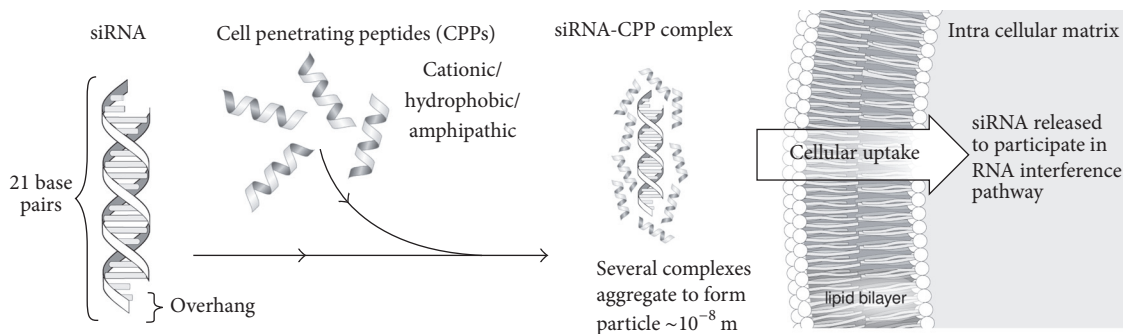 siRNA
21 base
pairs
Overhang
Cell penetrating peptides (CPPs)
Cationic/
hydrophobic/
amphipathic
siRNA-CPP complex
Several complexes
aggregate to form
particle ~10⁻⁸ m
Cellular uptake
lipid bilayer
Intra cellular matrix
siRNA released
to participate in
RNA interference
pathway